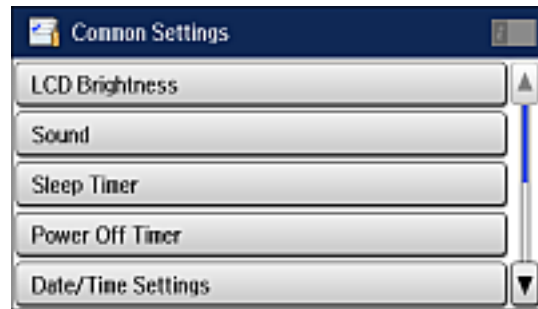 Common Settings
LCD Brightness
Sound
Sleep Timer
Power Off Timer
Date/Time Settings